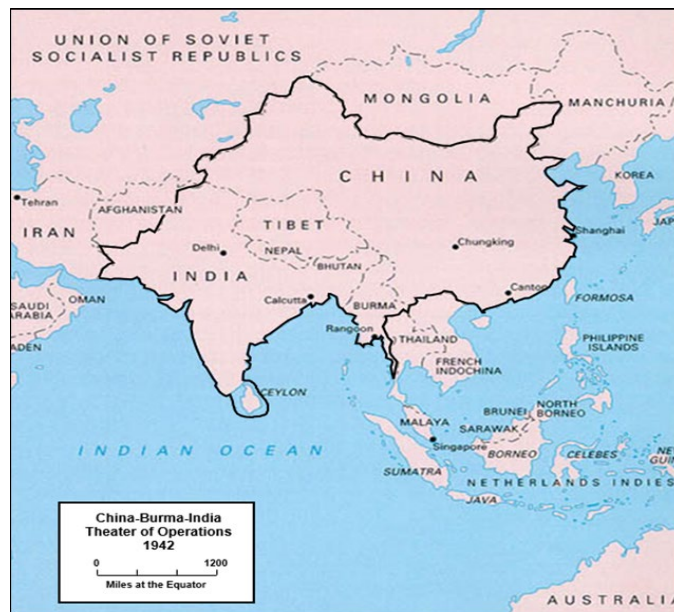 UNION OF SOVIET
SOCIALIST REPUBLICS
MONGOLIA
MANCHURIA
CHINA
KOREA
Tehran
AFGHANISTAN
JAP
IRAN
TIBET
Shanghai
Delhi
NEPAL
Chungking
BHUTAN
INDIA
SAUDI
ARABIA
OMAN
Calcutta
BURMA
Canton
FORMOSA
Rangoon
THAILAND
PHILIPPINE
ISLANDS
ADEN
FRENCH
INDOCHINA
CEYLON
MALAYA
BRUNEI
NORTH
BORNEO
SARAWAK
INDIAN OCEAN
Singapore
BORNEO
CELEBES
NE
GUIN
SUMATRA
NETHERLANDS INDIES
JAVA
China-Burma-India
Theater of Operations
1942
0 1200
Miles at the Equator
AUSTRALIA